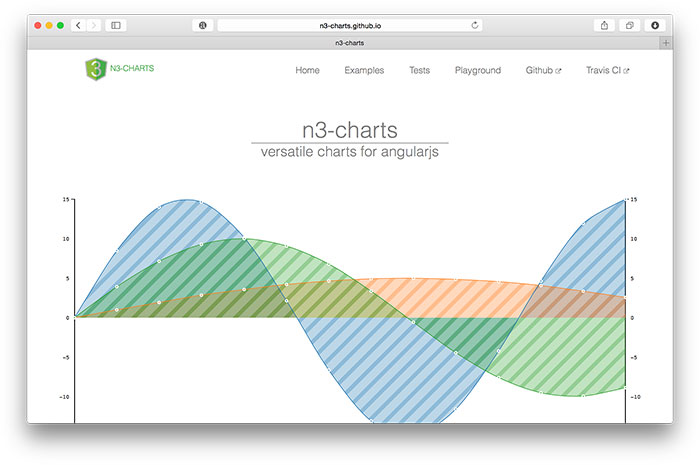 n3-charts.github.io
n3-charts
3 N3-CHARTS
Home Examples Tests Playground Github Travis CI
n3-charts
versatile charts for angularjs
15 15
10 10
5 5
0 0
−5 −5
−10 −10